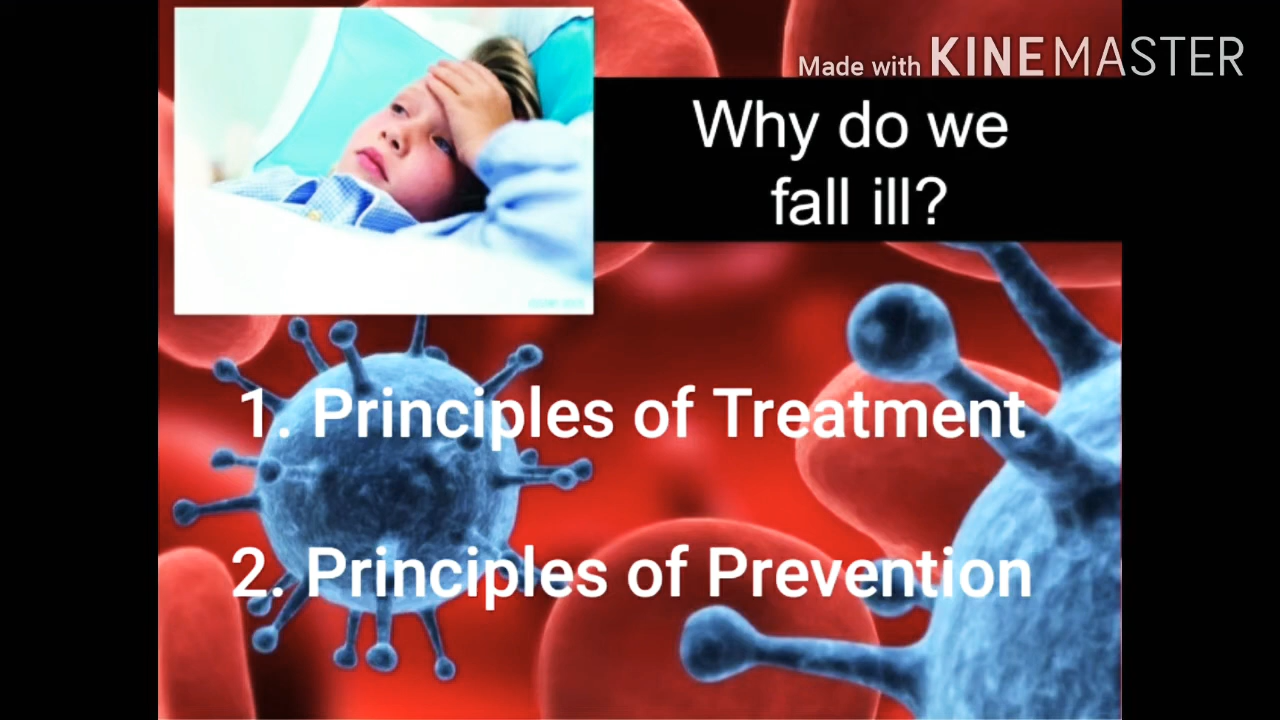 Made with KINEMASTER
Why do we
fall ill?
1. Principles of Treatment
2. Principles of Prevention